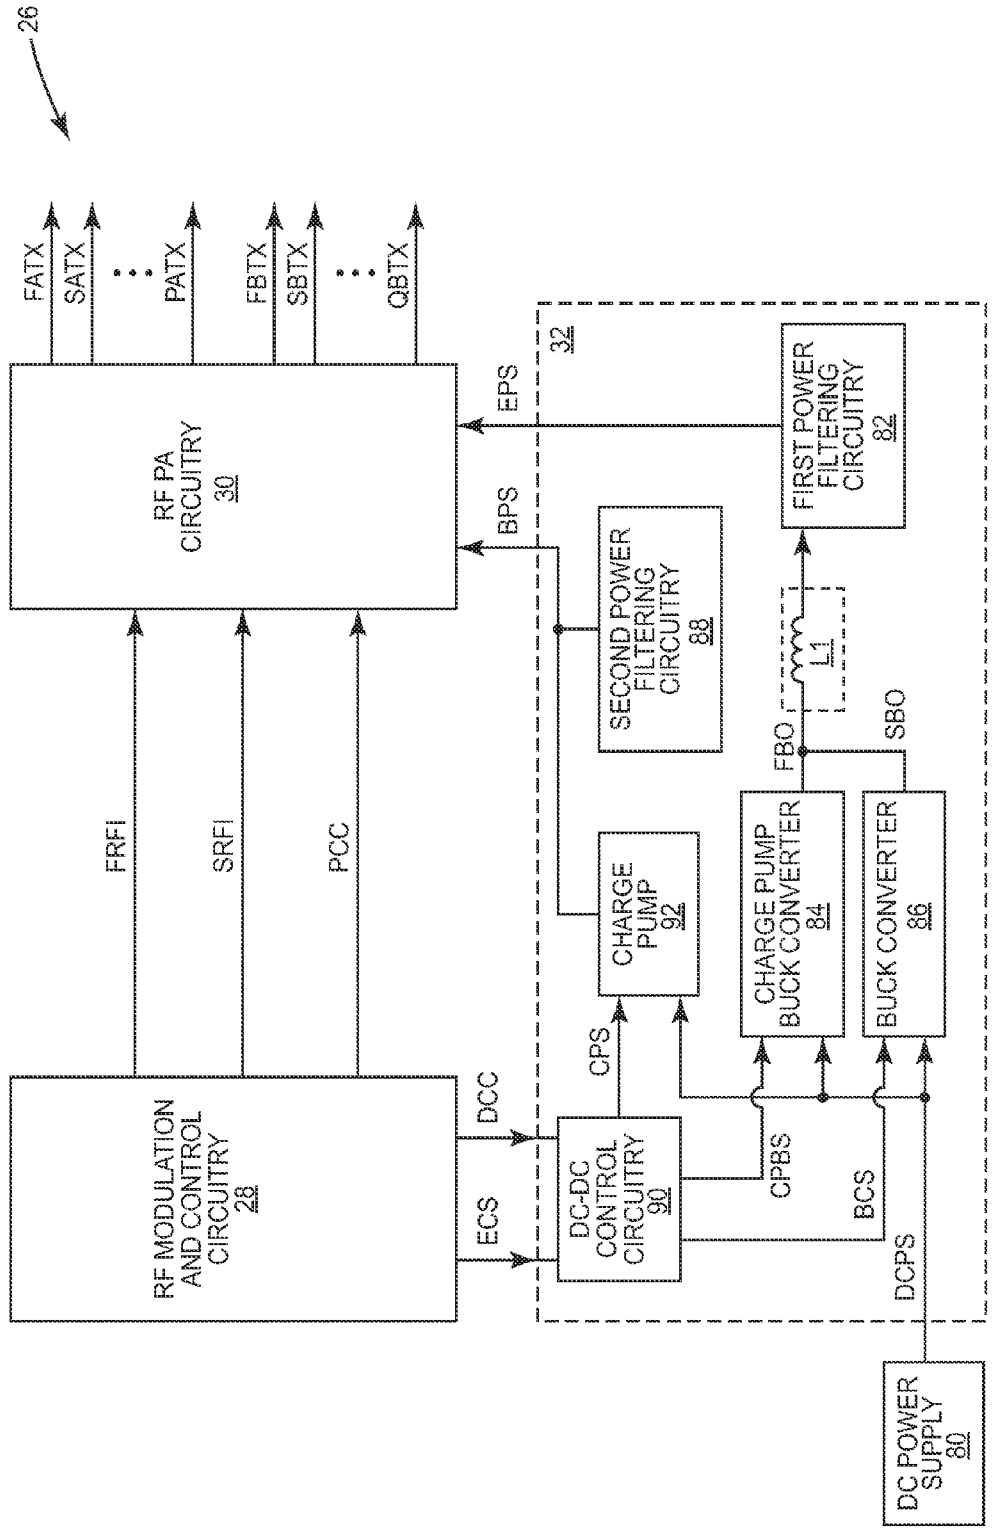 26
FATX
SATX
PATX
FBTX
SBTX
QBTX
RF PA
CIRCUITRY
30
FRFI
SRFI
PCC
RF MODULATION
AND CONTROL
CIRCUITRY
28
EPS
BPS
DCC
ECS
32
FIRST POWER
FILTERING
CIRCUITRY
82
SECOND POWER
FILTERING
CIRCUITRY
88
L1
FBO
SBO
CHARGE
PUMP
92
CHARGE PUMP
BUCK CONVERTER
84
BUCK CONVERTER
86
CPS
DC-DC
CONTROL
CIRCUITRY
90
CPBS
BCS
DCPS
DC POWER
SUPPLY
80